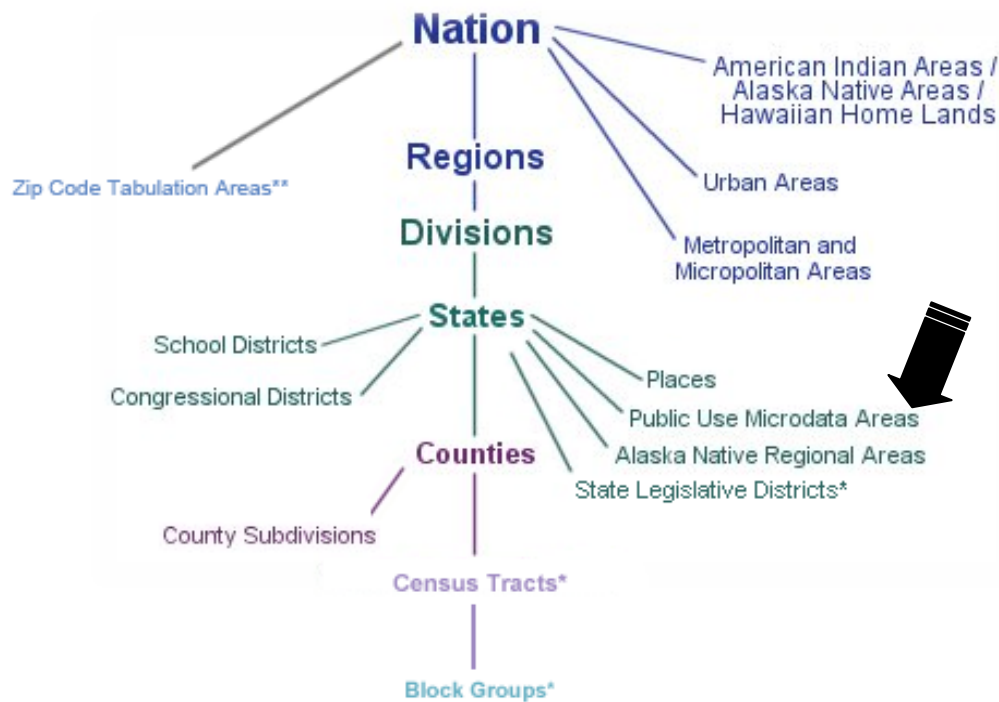 Nation
American Indian Areas /
Alaska Native Areas /
Hawaiian Home Lands
Regions
Zip Code Tabulation Areas**
Urban Areas
Divisions
Metropolitan and
Micropolitan Areas
States
School Districts
Places
Congressional Districts
Public Use Microdata Areas
Counties
Alaska Native Regional Areas
State Legislative Districts*
County Subdivisions
Census Tracts*
Block Groups*